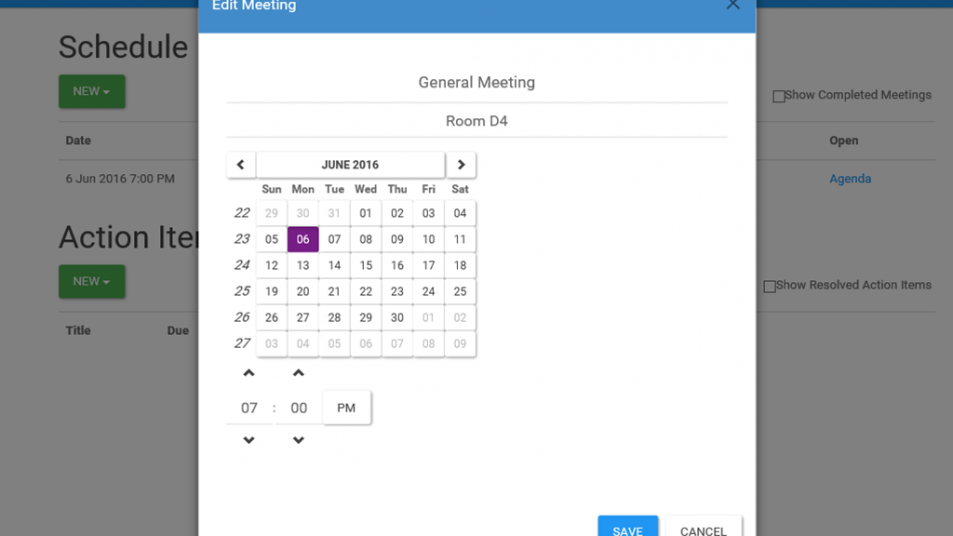 Edit Meeting
Schedule
NEW
Show Completed Meetings
Date
Open
6 Jun 2016 7:00 PM
Agenda
Action
NEW
Show Resolved Action Items
Title
Due
General Meeting
Room D4
JUNE 2016
Sun Mon Tue Wed Thu Fri Sat
22 29 30 31 01 02 03 04
23 05 06 07 08 09 10 11
24 12 13 14 15 16 17 18
25 19 20 21 22 23 24 25
26 26 27 28 29 30 01 02
27 03 04 05 06 07 08 09
07 : 00 PM
SAVE CANCEL